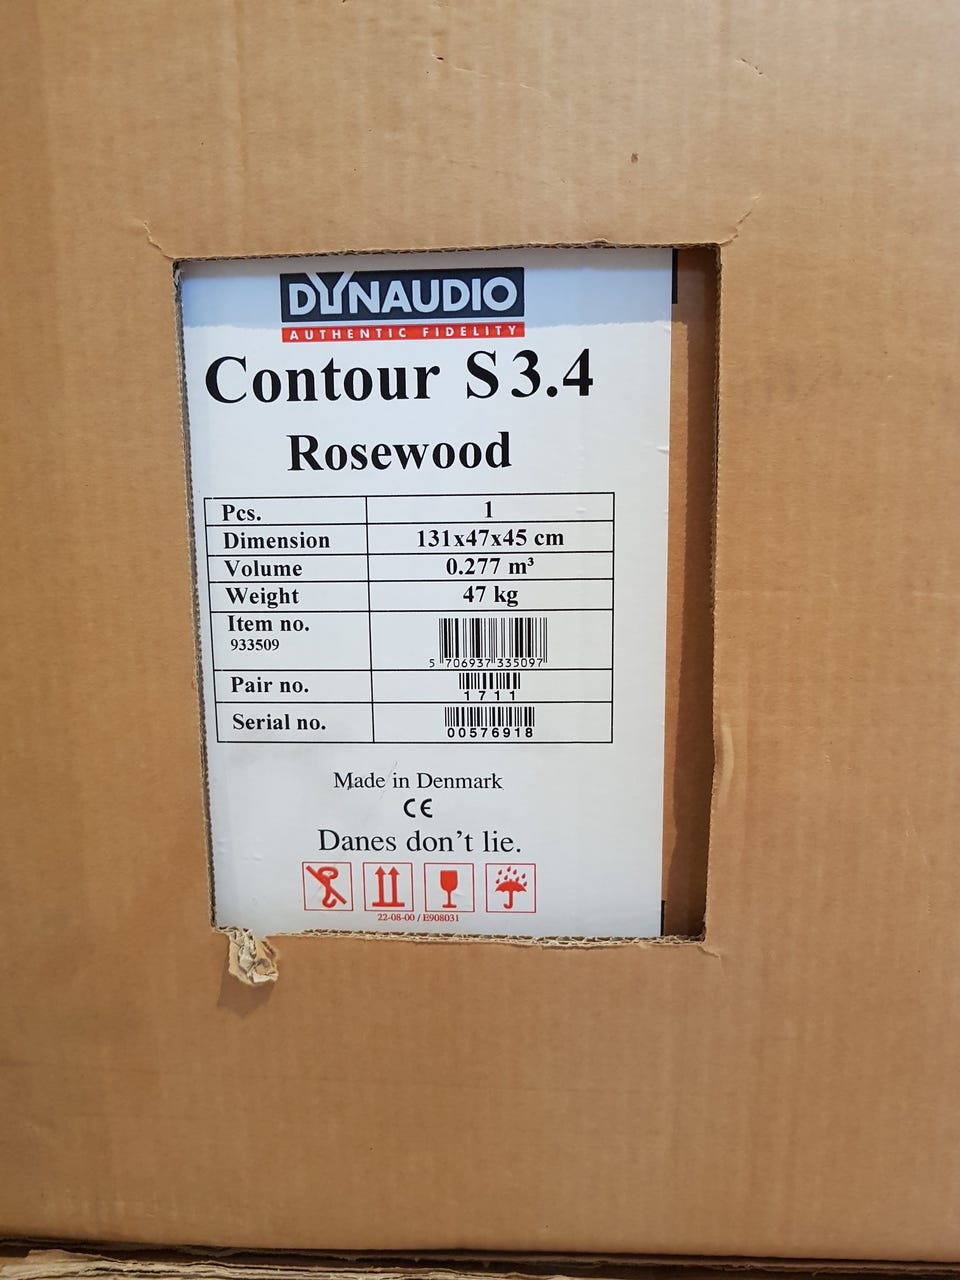 DYNAUDIO
AUTHENTIC FIDELITY
Contour S 3.4
Rosewood
Pcs. 1
Dimension 131x47x45 cm
Volume 0.277 m³
Weight 47 kg
Item no.
933509
5 706937 335097
Pair no.
1711
Serial no.
00576918
Made in Denmark
CE
Danes don't lie.
22-08-00 / E908031